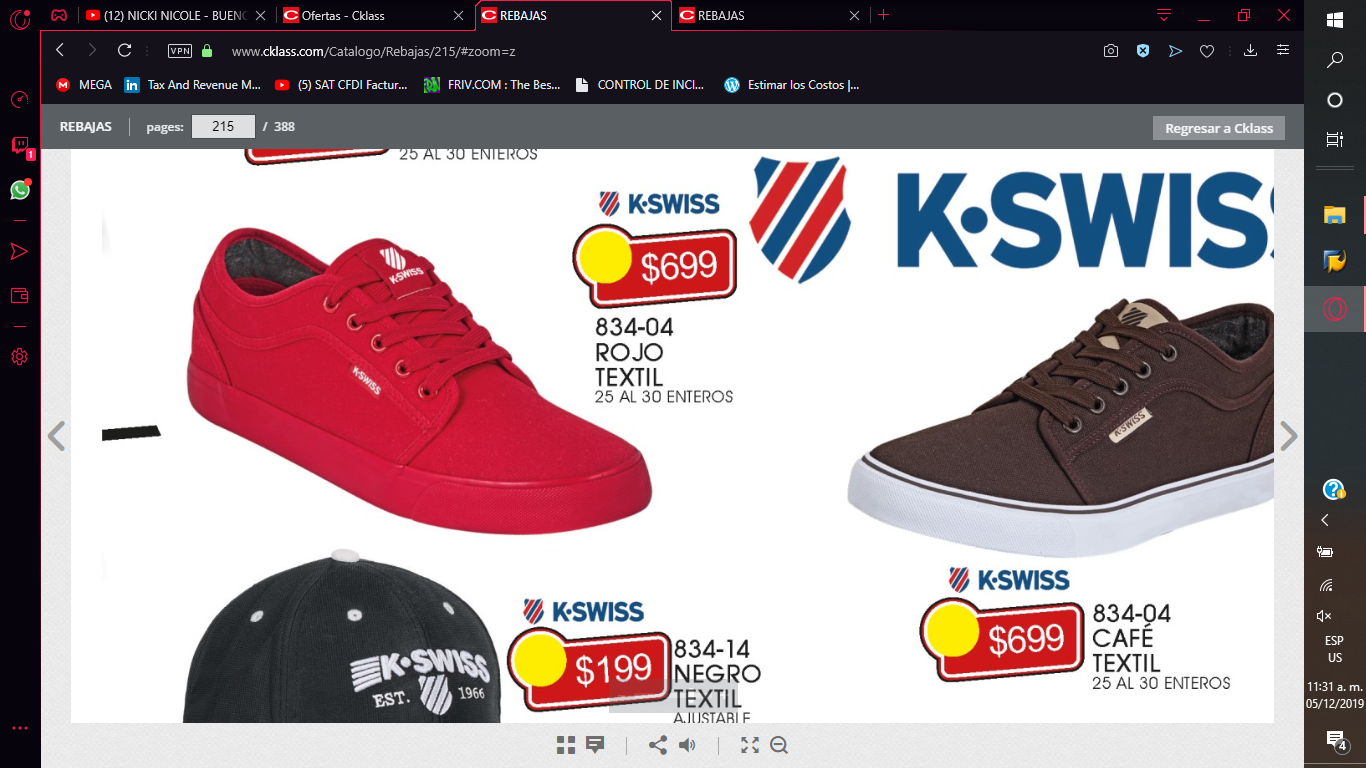 (12) NICKI NICOLE - BUENO
Ofertas - Cklass
REBAJAS
REBAJAS
VPN
www.cklass.com/Catalogo/Rebajas/215/#zoom=z
MEGA
Tax And Revenue M...
(5) SAT CFDI Factur...
FRIV.COM : The Bes...
CONTROL DE INCI...
Estimar los Costos |...
REBAJAS
pages:
215
/ 388
Regresar a Cklass
25 AL 30 ENTEROS
K·SWISS
$699
834-04
ROJO
TEXTIL
25 AL 30 ENTEROS
K·SWISS
K·SWISS
K·SWIS
K·SWISS
K·SWISS
EST. 1966
K·SWISS
$199
834-14
NEGRO
TEXTIL
AJUSTABLE
K·SWISS
$699
834-04
CAFÉ
TEXTIL
25 AL 30 ENTEROS
1
ESP
US
11:31 a. m.
05/12/2019
4